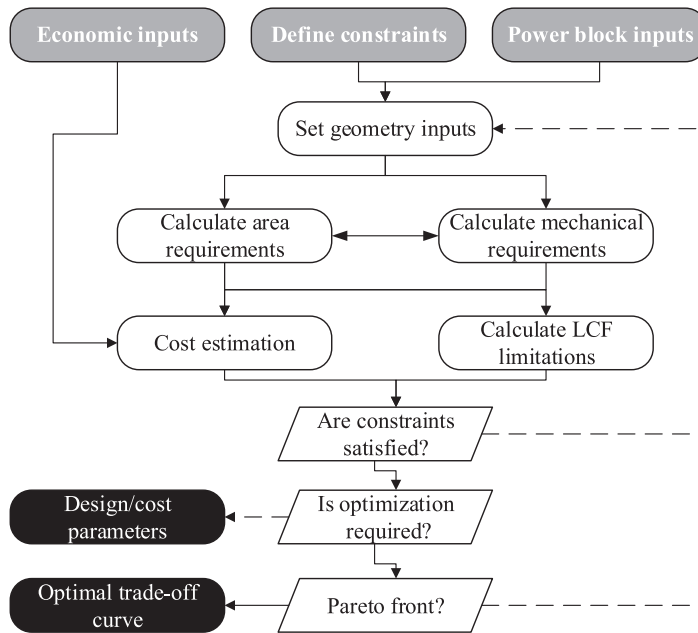 Economic inputs
Define constraints
Power block inputs
Set geometry inputs
Calculate area
requirements
Calculate mechanical
requirements
Cost estimation
Calculate LCF
limitations
Are constraints
satisfied?
Design/cost
parameters
Is optimization
required?
Optimal trade-off
curve
Pareto front?